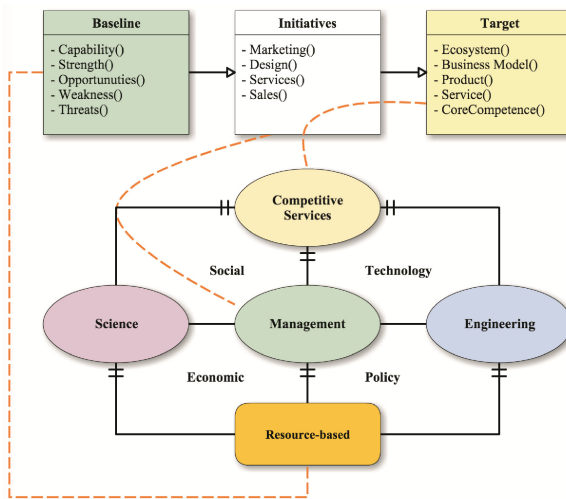 Baseline
- Capability()
- Strength()
- Opportunuties()
- Weakness()
- Threats()
Initiatives
- Marketing()
- Design()
- Services()
- Sales()
Target
- Ecosystem()
- Business Model()
- Product()
- Service()
- CoreCompetence()
Competitive
Services
Social
Technology
Science
Management
Engineering
Economic
Policy
Resource-based